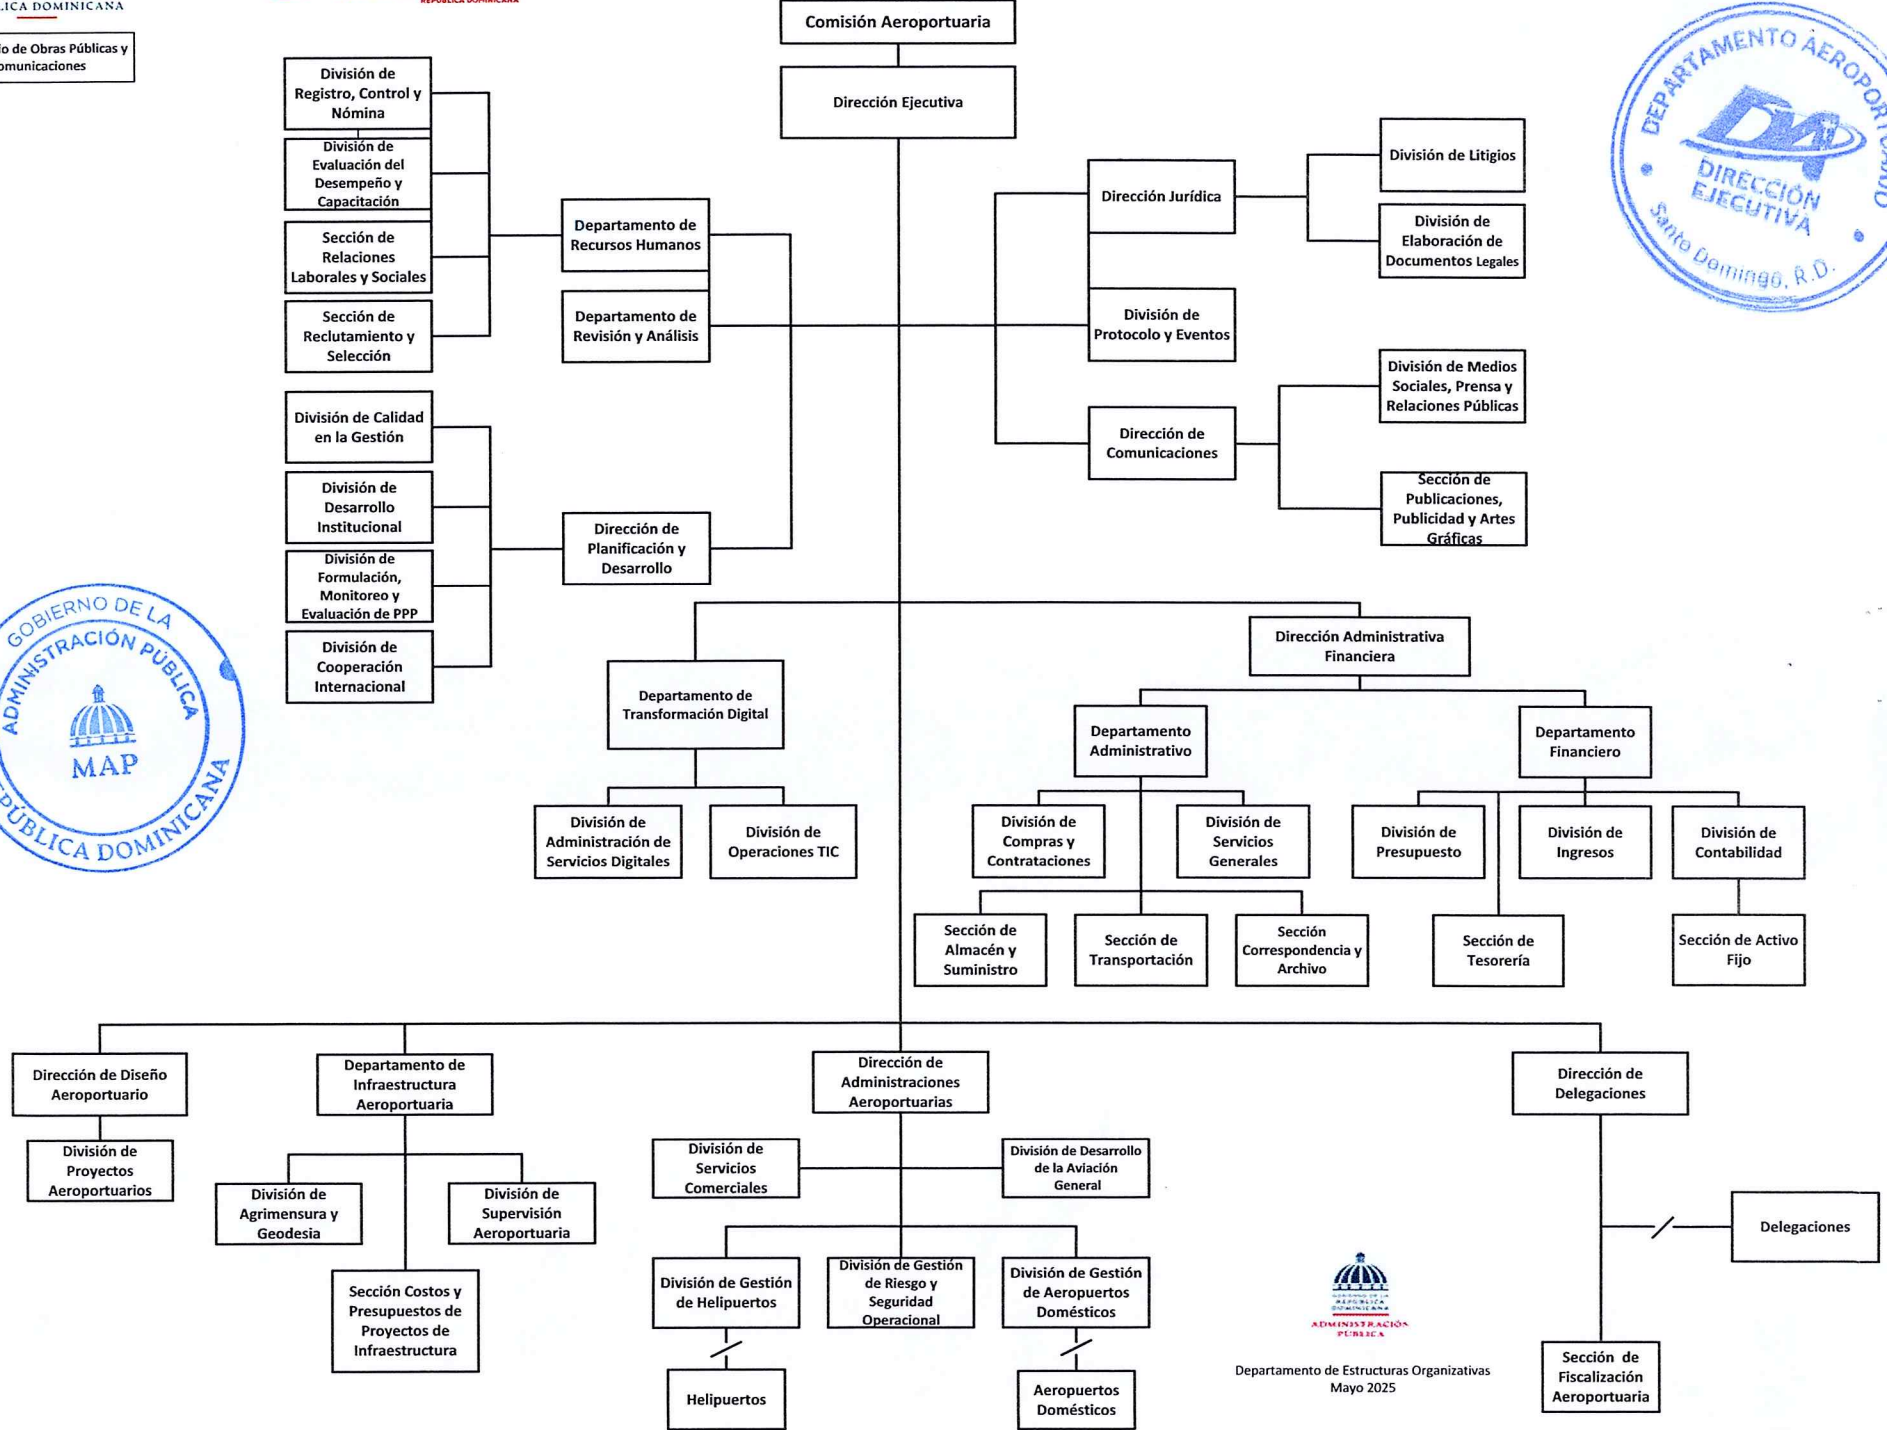 DOMINICANA
REPÚBLICA DOMINICANA
de Obras Públicas y
Comisión Aeroportuaria
Dirección Ejecutiva
División de
Registro, Control y
Nómina
División de
Evaluación del
Desempeño y
Capacitación
Sección de
Relaciones
Laborales y Sociales
Sección de
Reclutamiento y
Selección
Departamento de
Recursos Humanos
Departamento de
Revisión y Análisis
División de Calidad
en la Gestión
División de
Desarrollo
Institucional
División de
Formulación,
Monitoreo y
Evaluación de PPP
División de
Cooperación
Internacional
Dirección de
Planificación y
Desarrollo
Dirección Jurídica
División de Litigios
División de
Elaboración de
Documentos Legales
División de
Protocolo y Eventos
Dirección de
Comunicaciones
División de Medios
Sociales, Prensa y
Relaciones Públicas
Sección de
Publicaciones,
Publicidad y Artes
Gráficas
DEPARTAMENTO AEROPORTUARIO
DA
DIRECCIÓN
EJECUTIVA
Santo Domingo, R.D.
GOBIERNO DE LA
ADMINISTRACIÓN PÚBLICA
MAP
REPÚBLICA DOMINICANA
Departamento de
Transformación Digital
División de
Administración de
Servicios Digitales
División de
Operaciones TIC
Dirección Administrativa
Financiera
Departamento
Administrativo
Departamento
Financiero
División de
Compras y
Contrataciones
División de
Servicios
Generales
División de
Presupuesto
División de
Ingresos
División de
Contabilidad
Sección de
Almacén y
Suministro
Sección de
Transportación
Sección
Correspondencia y
Archivo
Sección de
Tesorería
Sección de Activo
Fijo
Dirección de Diseño
Aeroportuario
División de
Proyectos
Aeroportuarios
Departamento de
Infraestructura
Aeroportuaria
División de
Agrimensura y
Geodesia
División de
Supervisión
Aeroportuaria
Sección Costos y
Presupuestos de
Proyectos de
Infraestructura
Dirección de
Administraciones
Aeroportuarias
División de
Servicios
Comerciales
División de Desarrollo
de la Aviación
General
División de Gestión
de Helipuertos
División de Gestión
de Riesgo y
Seguridad
Operacional
División de Gestión
de Aeropuertos
Domésticos
Helipuertos
Aeropuertos
Domésticos
Dirección de
Delegaciones
Delegaciones
Sección de
Fiscalización
Aeroportuaria
GOBIERNO DE LA
REPÚBLICA
DOMINICANA
ADMINISTRACIÓN
PÚBLICA
Departamento de Estructuras Organizativas
Mayo 2025